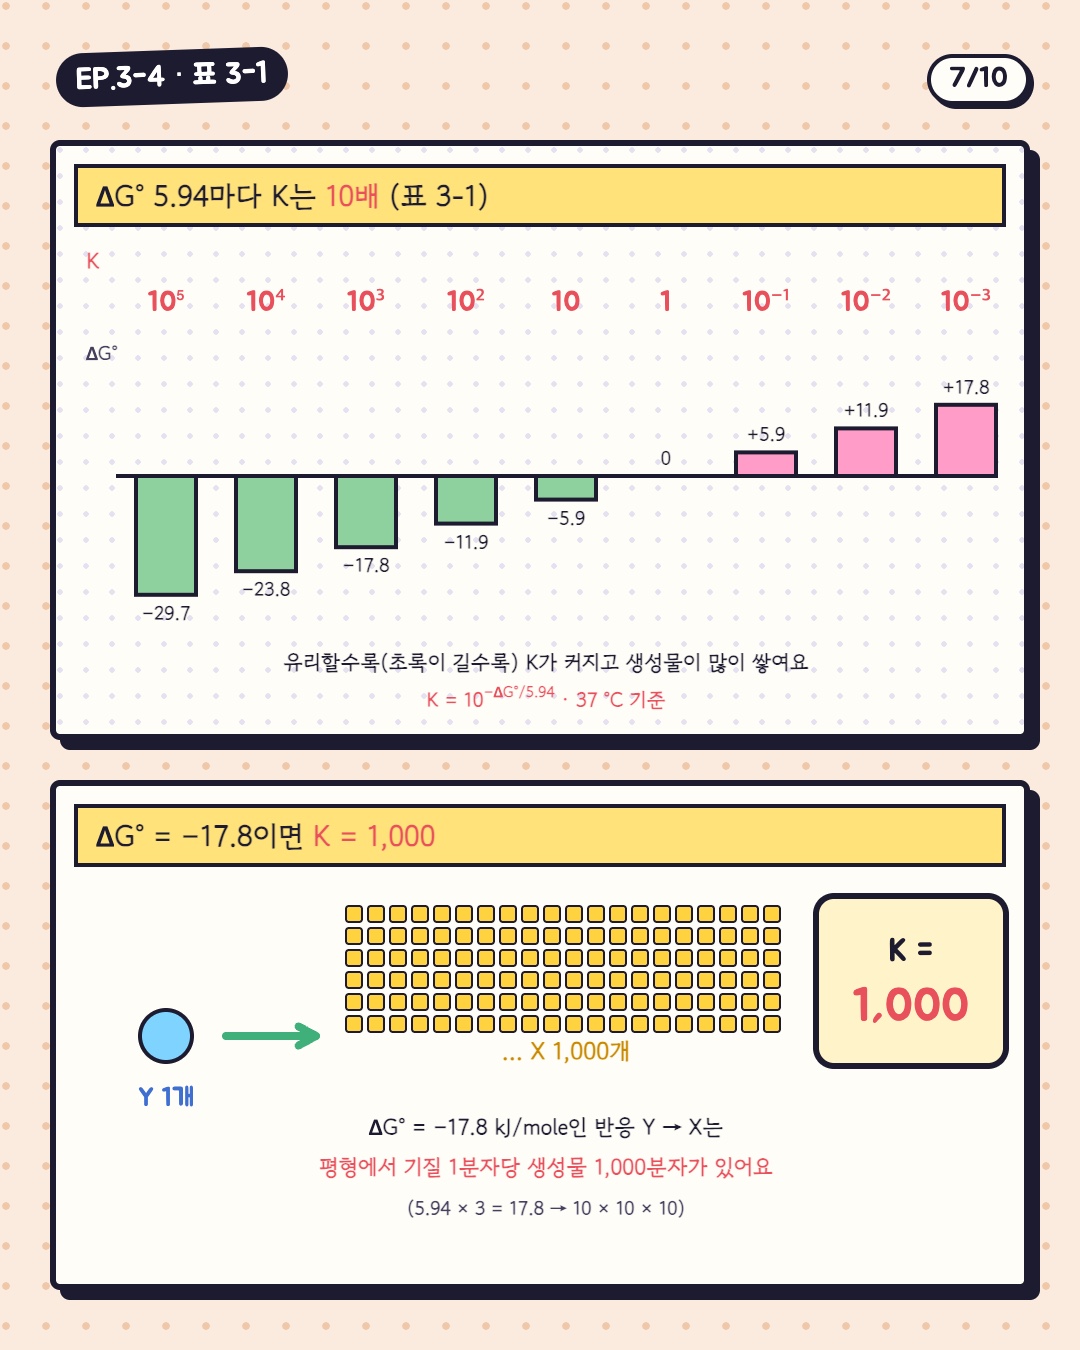 EP.3-4 · 표 3-1
7/10
ΔG° 5.94마다 K는 10배 (표 3-1)
K
10⁵ 10⁴ 10³ 10² 10 1 10⁻¹ 10⁻² 10⁻³
ΔG°
−29.7 −23.8 −17.8 −11.9 −5.9 0 +5.9 +11.9 +17.8
유리할수록(초록이 길수록) K가 커지고 생성물이 많이 쌓여요
K = 10^−ΔG°/5.94 · 37 °C 기준
ΔG° = −17.8이면 K = 1,000
K =
1,000
... X 1,000개
Y 1개
ΔG° = −17.8 kJ/mole인 반응 Y → X는
평형에서 기질 1분자당 생성물 1,000분자가 있어요
(5.94 × 3 = 17.8 → 10 × 10 × 10)